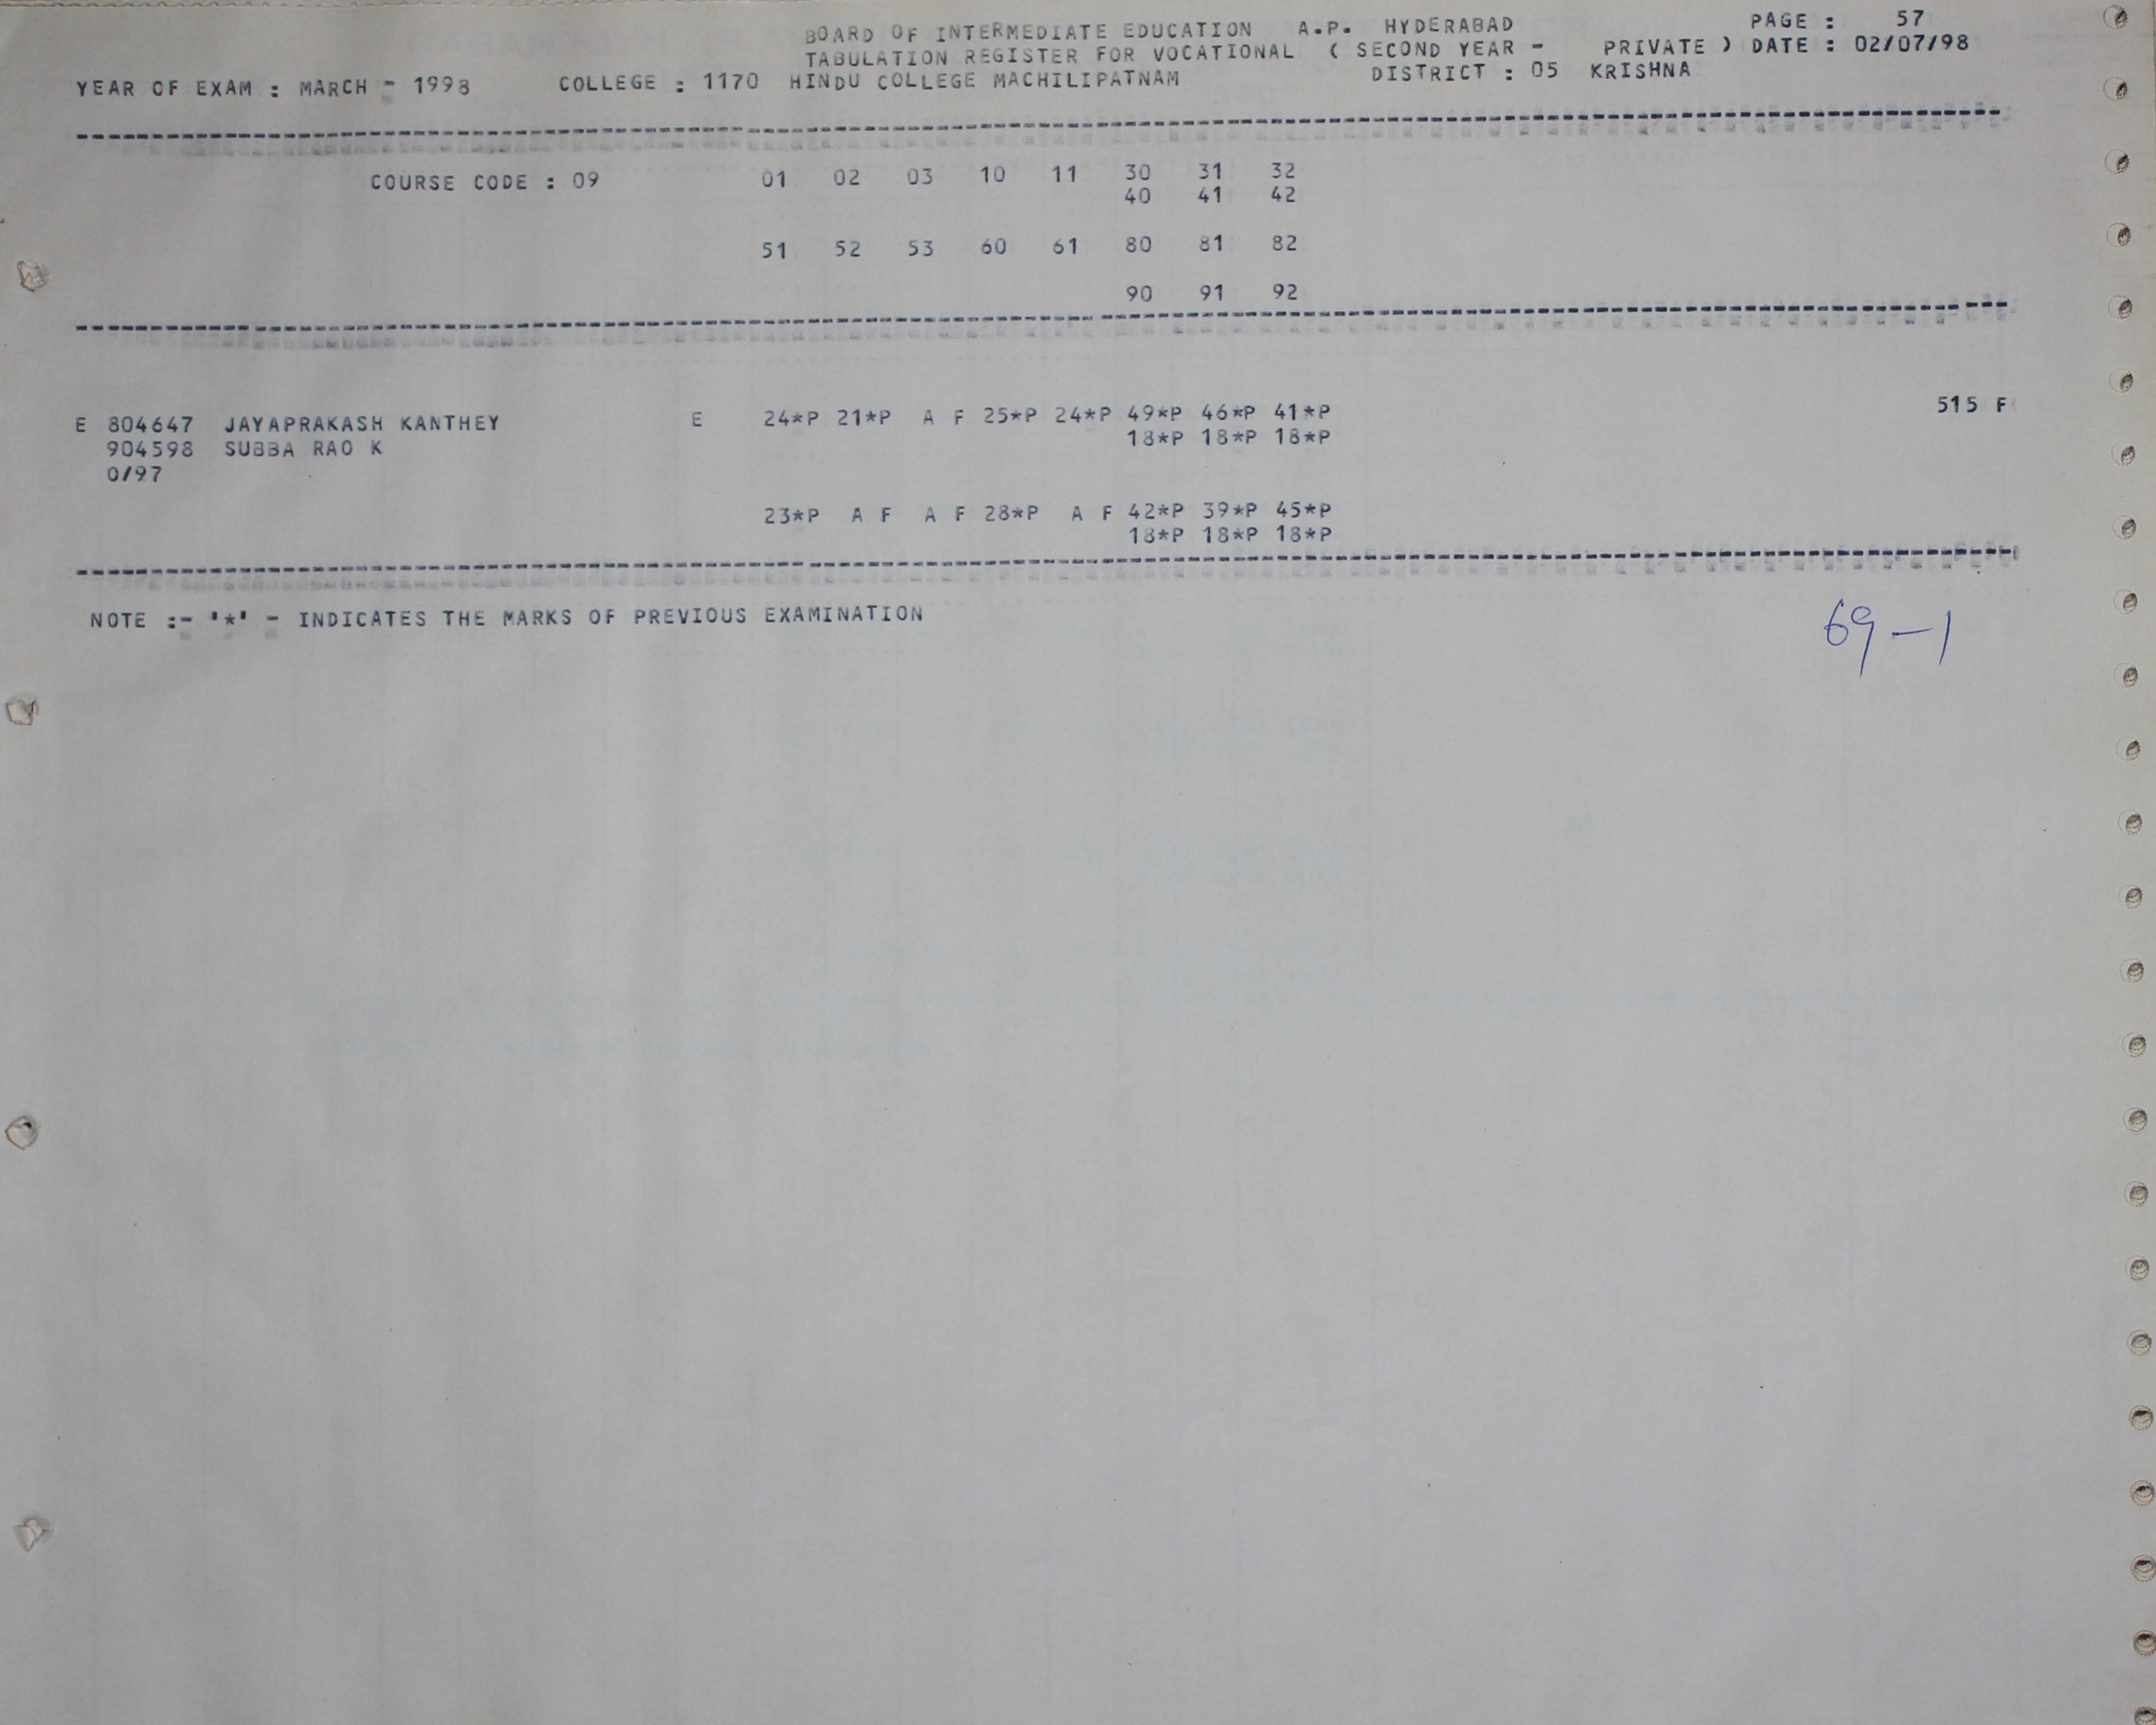 BOARD OF INTERMEDIATE EDUCATION A.P. HYDERABAD PAGE : 57
TABULATION REGISTER FOR VOCATIONAL ( SECOND YEAR - PRIVATE ) DATE : 02/07/98
YEAR OF EXAM : MARCH - 1998 COLLEGE : 1170 HINDU COLLEGE MACHILIPATNAM DISTRICT : 05 KRISHNA
COURSE CODE : 09 01 02 03 10 11 30 31 32
40 41 42
51 52 53 60 61 80 81 82
90 91 92
E 804647 JAYAPRAKASH KANTHEY E 24*P 21*P A F 25*P 24*P 49*P 46*P 41*P 515 F
904598 SUBBA RAO K 18*P 18*P 18*P
0/97
23*P A F A F 28*P A F 42*P 39*P 45*P
18*P 18*P 18*P
NOTE :- '*' - INDICATES THE MARKS OF PREVIOUS EXAMINATION
69-1